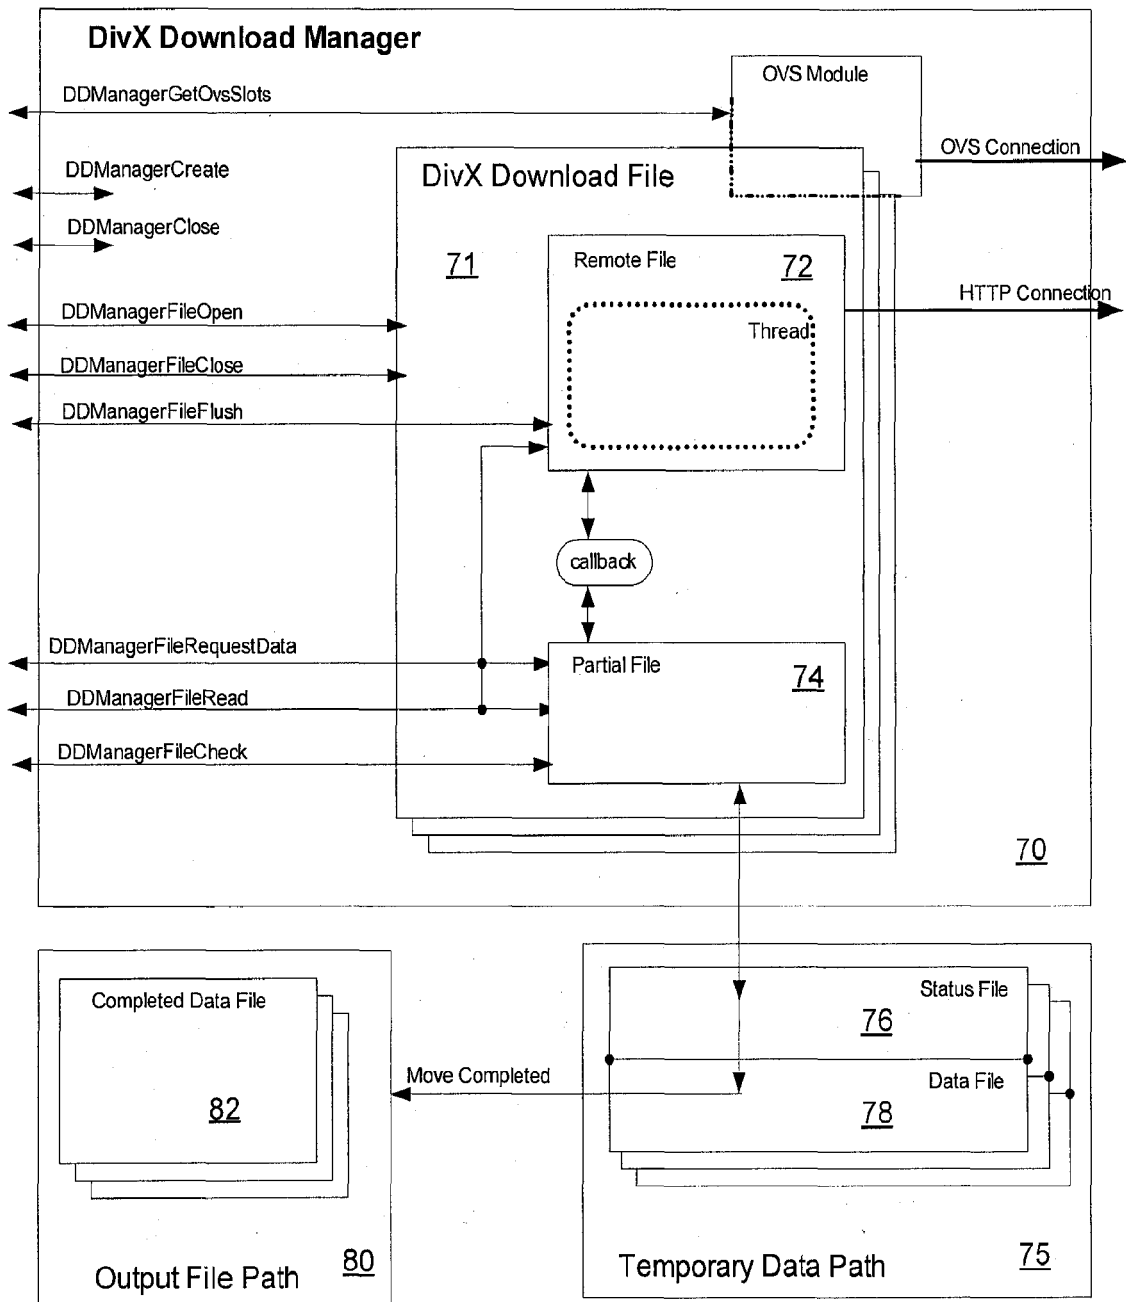 DivX Download Manager
OVS Module
DDManagerGetOvsSlots
OVS Connection
DDManagerCreate
DivX Download File
DDManagerClose
71
Remote File
72
HTTP Connection
DDManagerFileOpen
Thread
DDManagerFileClose
DDManagerFileFlush
callback
DDManagerFileRequestData
Partial File
74
DDManagerFileRead
DDManagerFileCheck
70
Completed Data File
Status File
76
Move Completed
Data File
82
78
Output File Path
80
Temporary Data Path
75